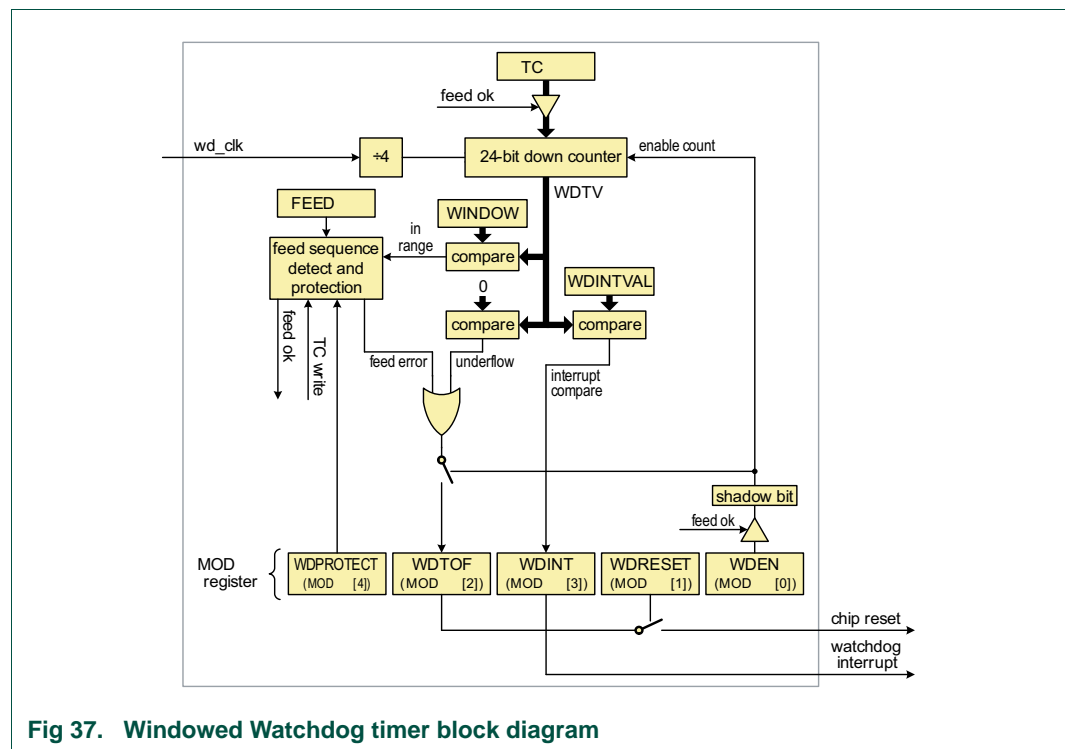 TC
feed ok
wd_clk
÷4
24-bit down counter
enable count
WDTV
FEED
WINDOW
in
range
feed sequence
detect and
protection
compare
WDINTVAL
0
compare
compare
feed ok
TC write
feed error
underflow
interrupt
compare
shadow bit
feed ok
MOD
register
WDPROTECT
(MOD [4])
WDTOF
(MOD [2])
WDINT
(MOD [3])
WDRESET
(MOD [1])
WDEN
(MOD [0])
chip reset
watchdog
interrupt
Fig 37. Windowed Watchdog timer block diagram